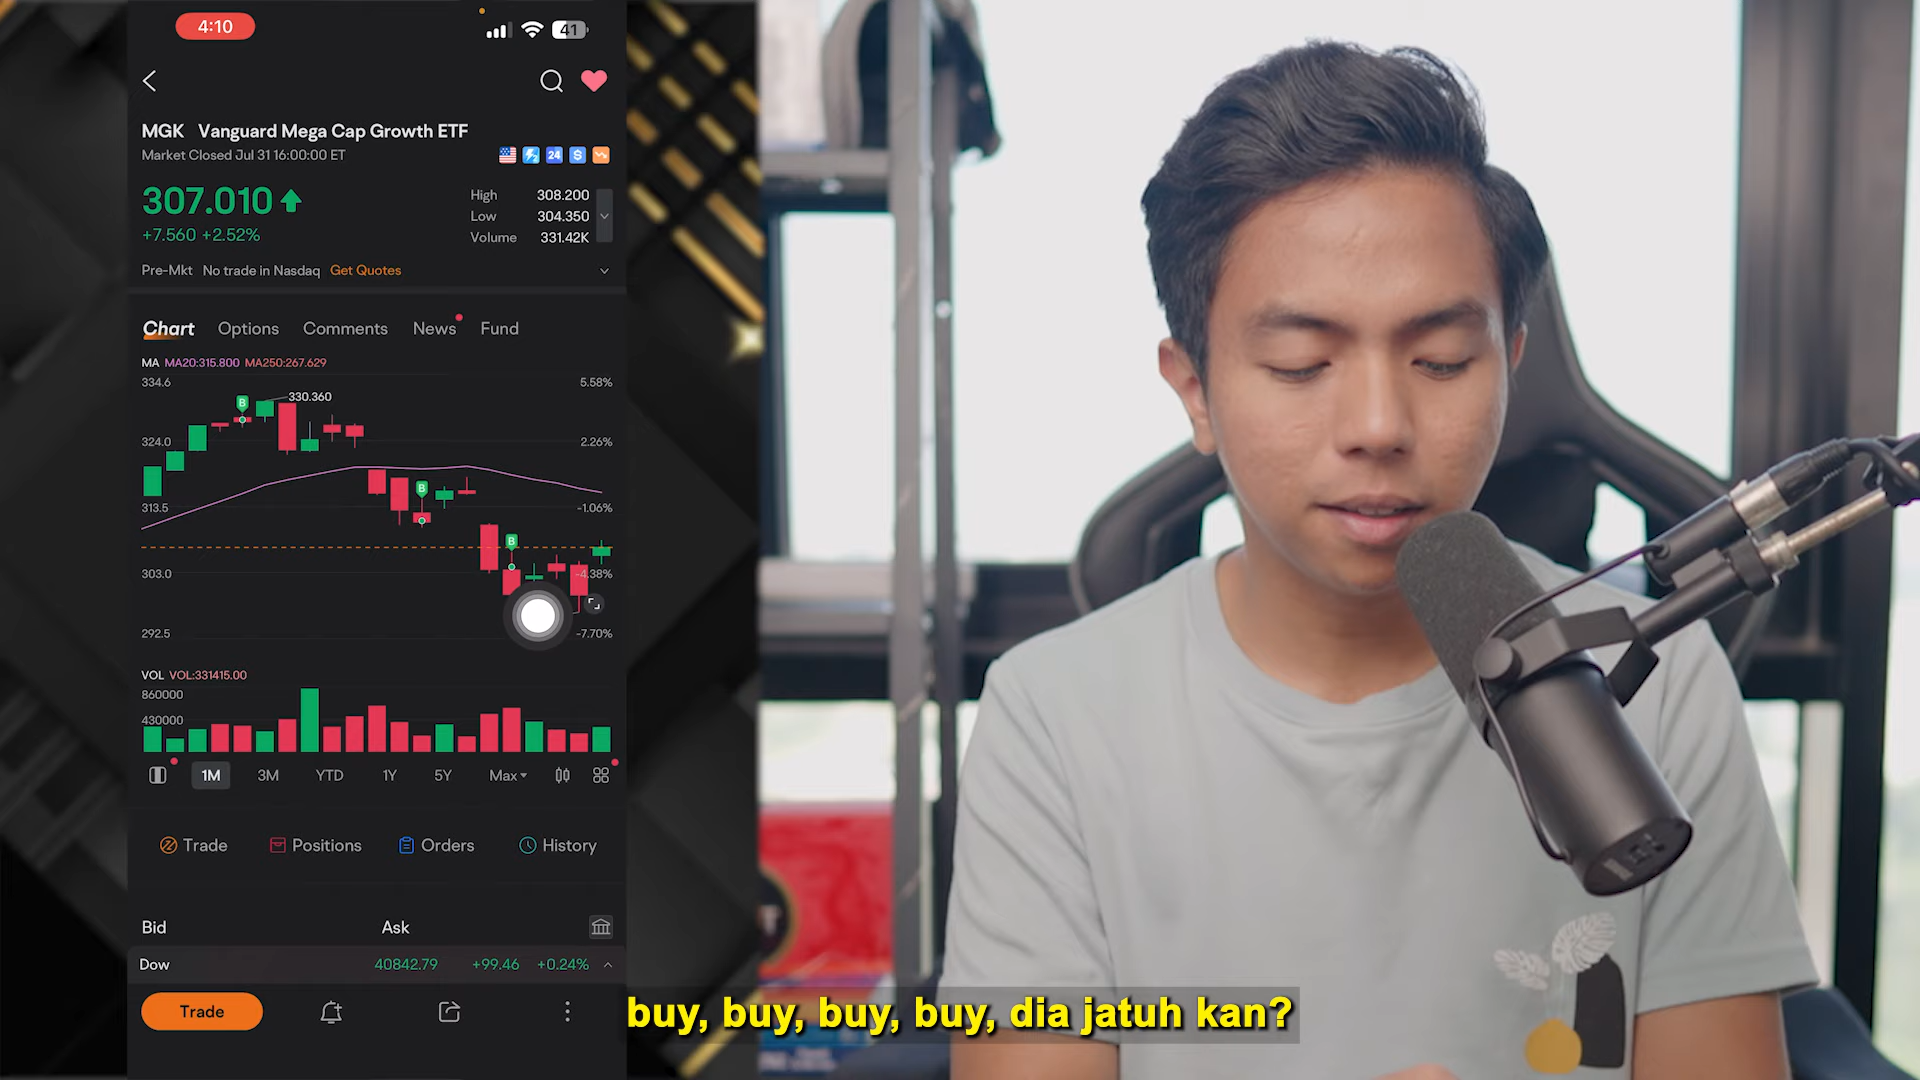 4:10
41
MGK Vanguard Mega Cap Growth ETF
Market Closed Jul 31 16:00:00 ET
24
307.010
+7.560 +2.52%
High 308.200
Low 304.350
Volume 331.42K
Pre-Mkt No trade in Nasdaq Get Quotes
Chart Options Comments News Fund
MA MA20:315.800 MA250:267.629
334.6 5.58%
B 330.360
324.0 2.26%
B
313.5 -1.06%
B
303.0 -4.38%
292.5 -7.70%
VOL VOL:331415.00
860000
430000
1M 3M YTD 1Y 5Y Max
Trade Positions Orders History
Bid Ask
Dow 40842.79 +99.46 +0.24%
Trade
buy, buy, buy, buy, dia jatuh kan?